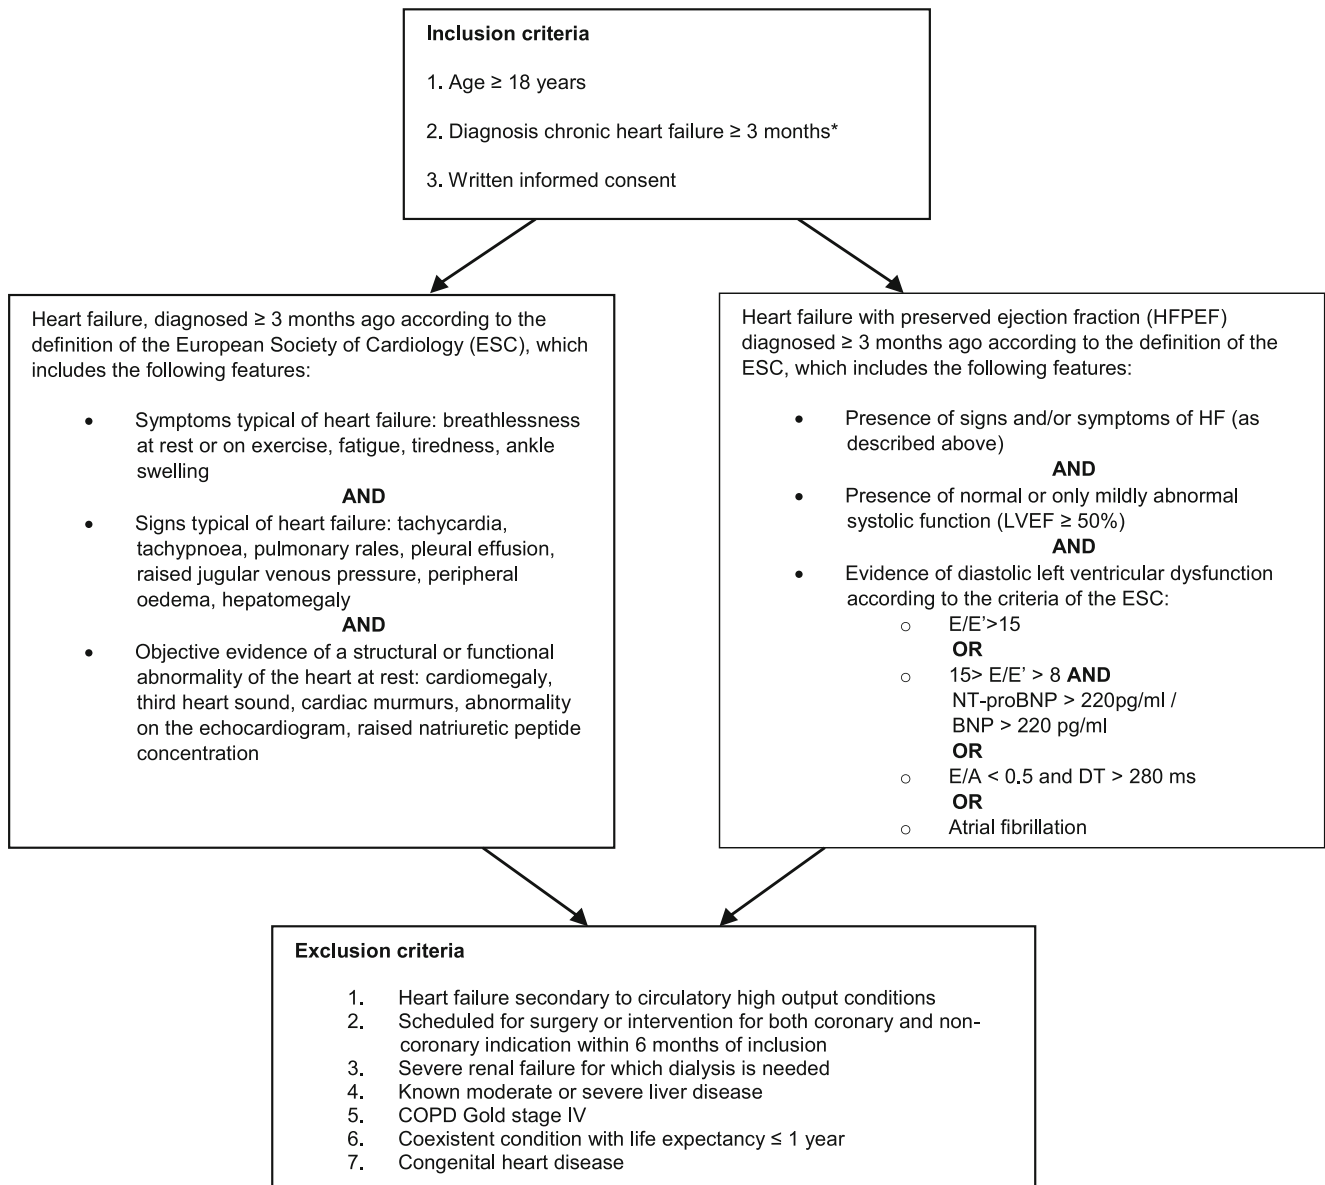 Inclusion criteria
1. Age ≥ 18 years
2. Diagnosis chronic heart failure ≥ 3 months*
3. Written informed consent
Heart failure, diagnosed ≥ 3 months ago according to the
definition of the European Society of Cardiology (ESC), which
includes the following features:
• Symptoms typical of heart failure: breathlessness
at rest or on exercise, fatigue, tiredness, ankle
swelling
AND
• Signs typical of heart failure: tachycardia,
tachypnoea, pulmonary rales, pleural effusion,
raised jugular venous pressure, peripheral
oedema, hepatomegaly
AND
• Objective evidence of a structural or functional
abnormality of the heart at rest: cardiomegaly,
third heart sound, cardiac murmurs, abnormality
on the echocardiogram, raised natriuretic peptide
concentration
Heart failure with preserved ejection fraction (HFPEF)
diagnosed ≥ 3 months ago according to the definition of the
ESC, which includes the following features:
• Presence of signs and/or symptoms of HF (as
described above)
AND
• Presence of normal or only mildly abnormal
systolic function (LVEF ≥ 50%)
AND
• Evidence of diastolic left ventricular dysfunction
according to the criteria of the ESC:
○ E/E'>15
OR
○ 15> E/E' > 8 AND
NT-proBNP > 220pg/ml /
BNP > 220 pg/ml
OR
○ E/A < 0.5 and DT > 280 ms
OR
○ Atrial fibrillation
Exclusion criteria
1. Heart failure secondary to circulatory high output conditions
2. Scheduled for surgery or intervention for both coronary and non-
coronary indication within 6 months of inclusion
3. Severe renal failure for which dialysis is needed
4. Known moderate or severe liver disease
5. COPD Gold stage IV
6. Coexistent condition with life expectancy ≤ 1 year
7. Congenital heart disease